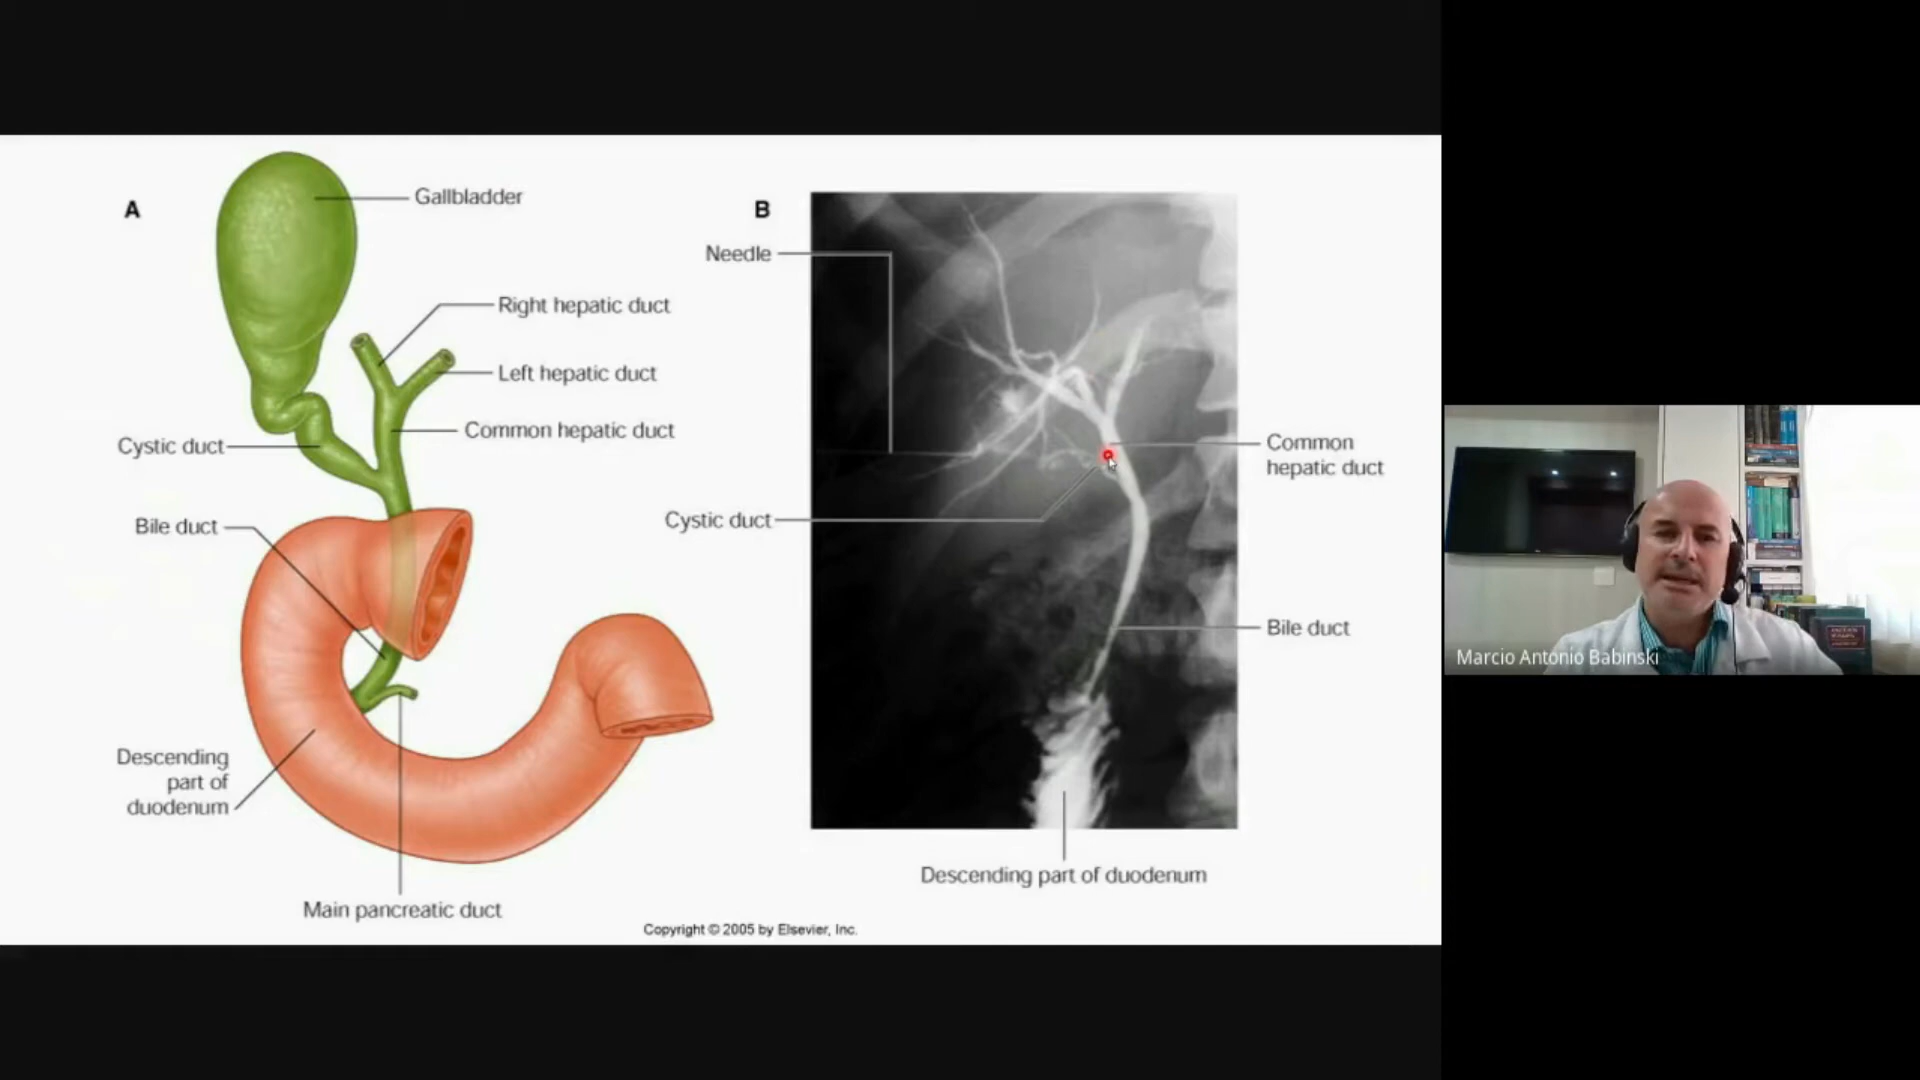 A
Gallbladder
Right hepatic duct
Left hepatic duct
Common hepatic duct
Cystic duct
Bile duct
Descending
part of
duodenum
Main pancreatic duct
B
Needle
Common
hepatic duct
Cystic duct
Bile duct
Descending part of duodenum
Copyright © 2005 by Elsevier, Inc.
Marcio Antonio Babinski